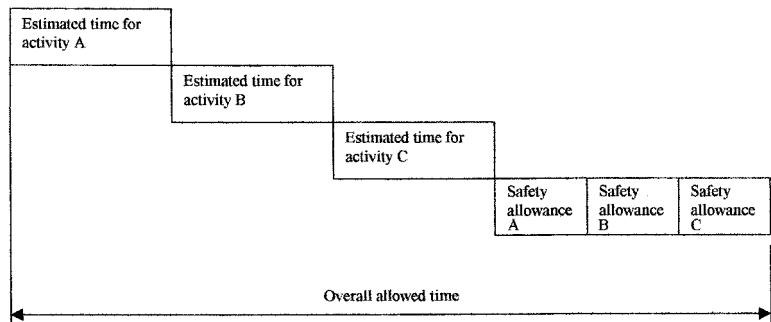 Estimated time for
activity A
Estimated time for
activity B
Estimated time for
activity C
Safety
allowance
A
Safety
allowance
B
Safety
allowance
C
Overall allowed time